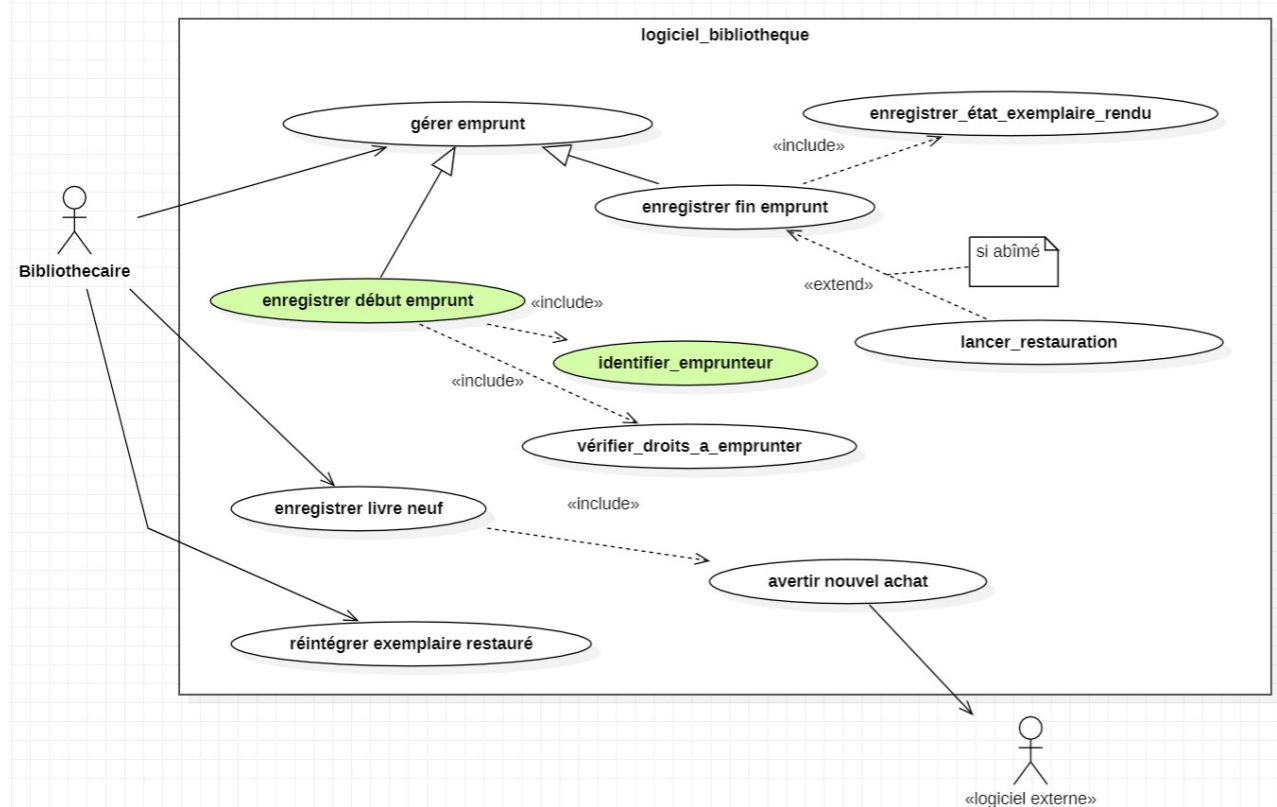 logiciel_bibliotheque
gérer emprunt
enregistrer_état_exemplaire_rendu
«include»
enregistrer fin emprunt
si abîmé
Bibliothecaire
«extend»
enregistrer début emprunt
«include»
lancer_restauration
identifier_emprunteur
«include»
vérifier_droits_a_emprunter
enregistrer livre neuf
«include»
avertir nouvel achat
réintégrer exemplaire restauré
«logiciel externe»